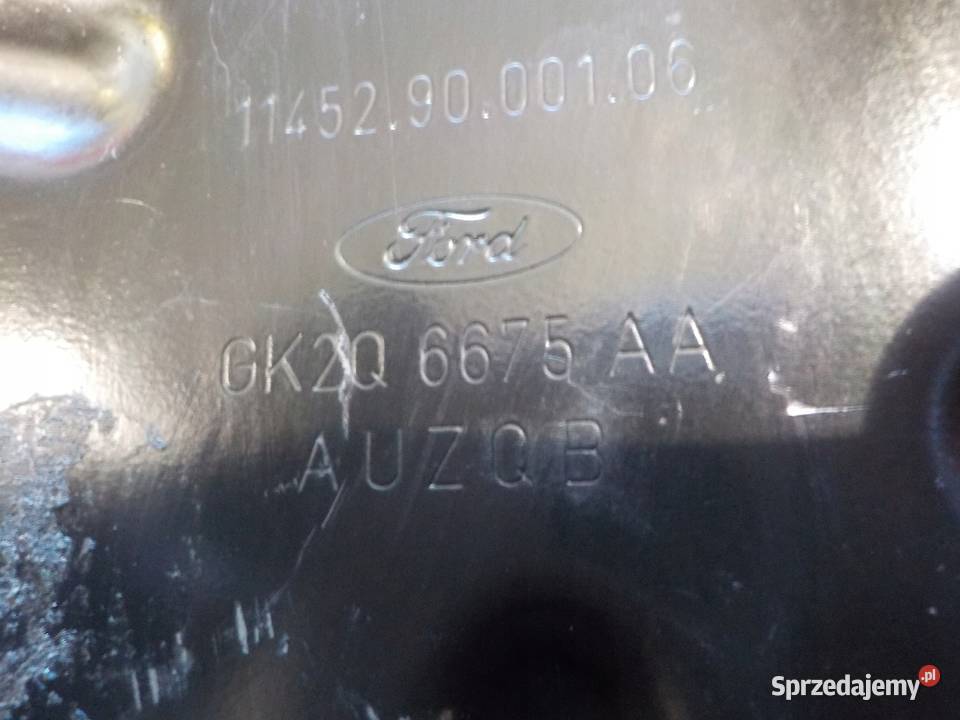 11452.90.001.06
Ford
GK2Q 6675 AA
AUZQB
Sprzedajemy.pl